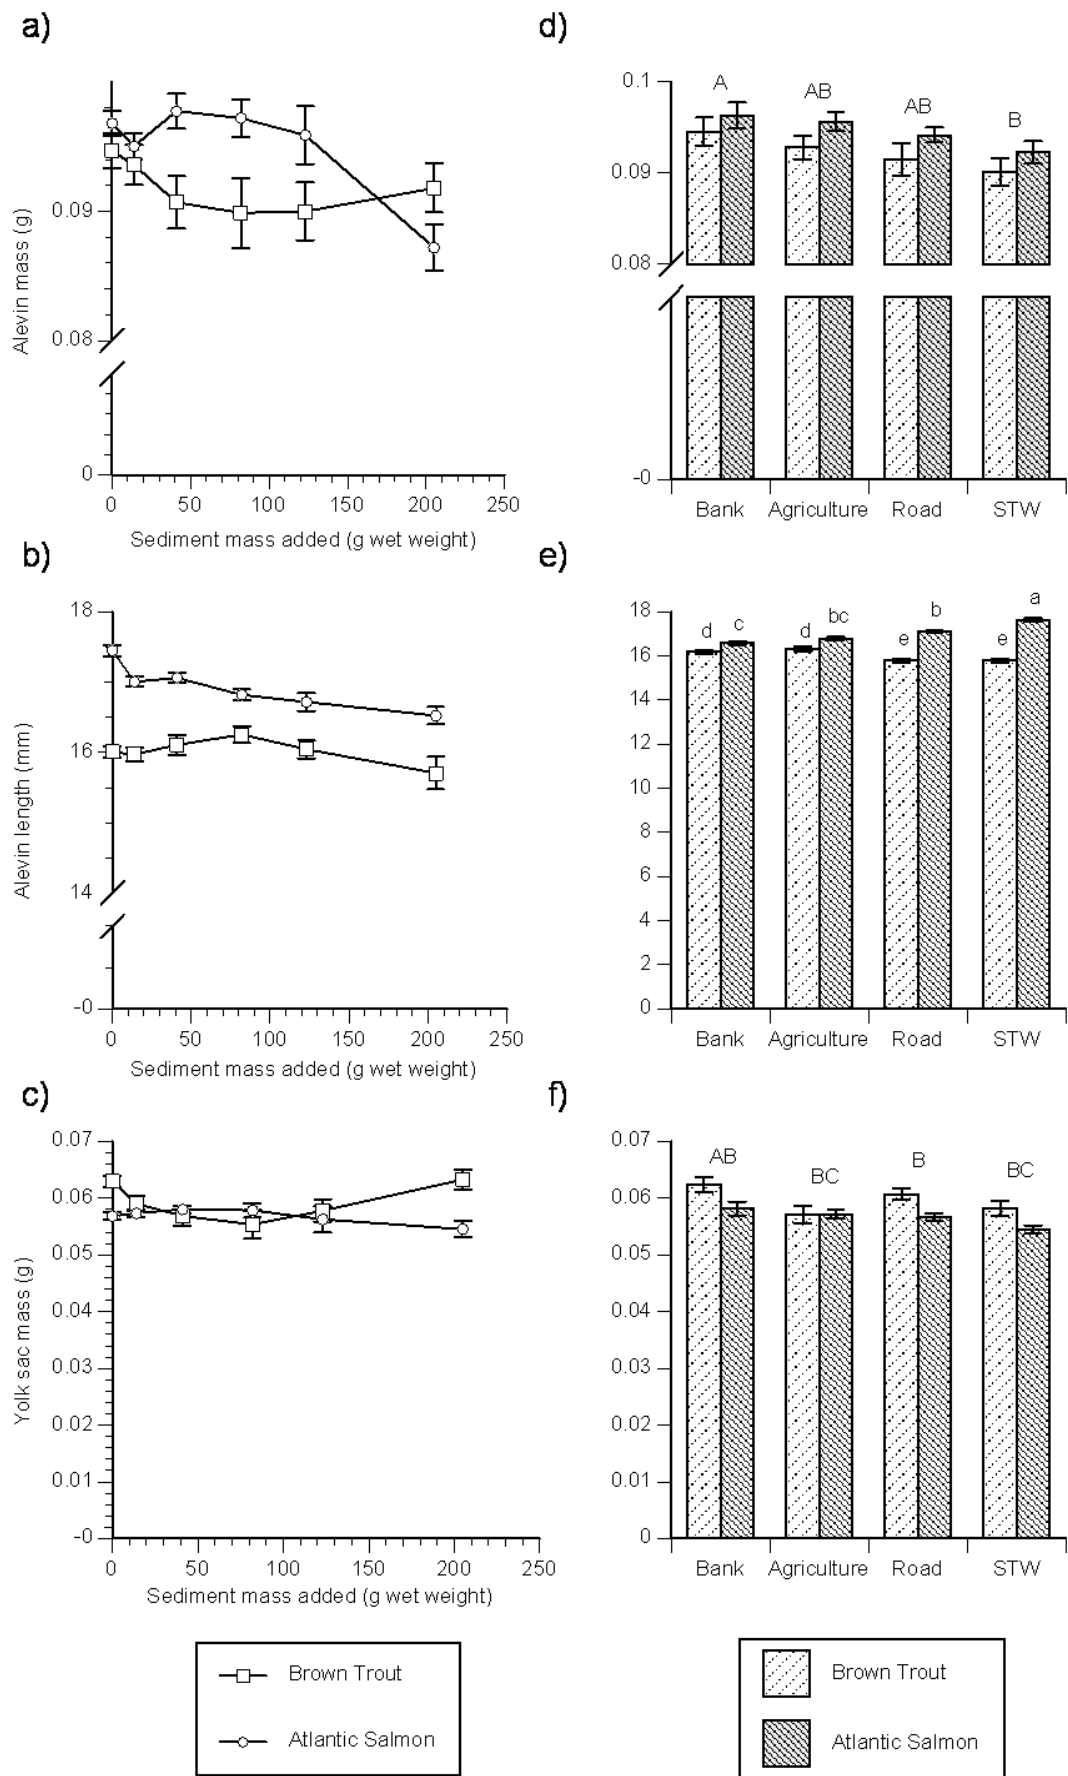 a)
Alevin mass (g)
0.09
0.08
0
0 50 100 150 200 250
Sediment mass added (g wet weight)
d)
0.1
0.09
0.08
-0
A AB AB B
Bank Agriculture Road STW
b)
Alevin length (mm)
18
16
14
-0
0 50 100 150 200 250
Sediment mass added (g wet weight)
e)
18
16
14
12
10
8
6
4
2
0
d c d bc e b e a
Bank Agriculture Road STW
c)
Yolk sac mass (g)
0.07
0.06
0.05
0.04
0.03
0.02
0.01
-0
0 50 100 150 200 250
Sediment mass added (g wet weight)
f)
0.07
0.06
0.05
0.04
0.03
0.02
0.01
0
AB BC B BC
Bank Agriculture Road STW
Brown Trout
Atlantic Salmon
Brown Trout
Atlantic Salmon